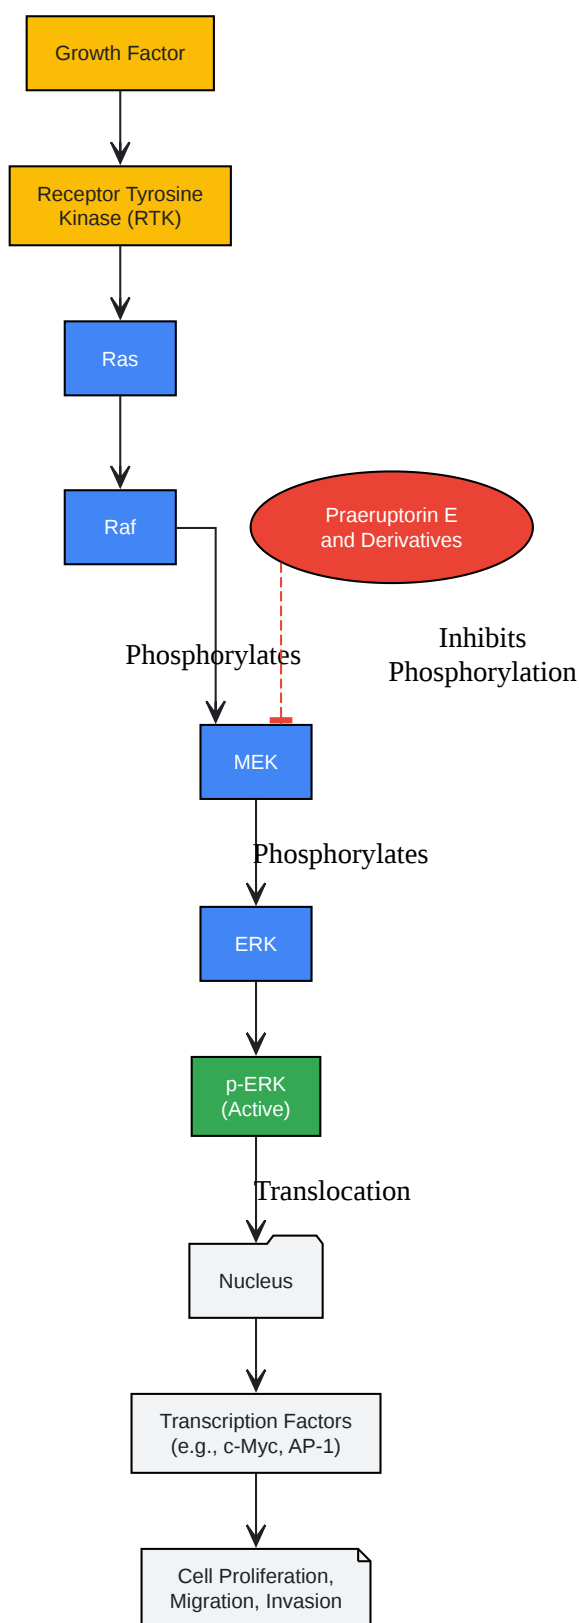 Growth Factor
Receptor Tyrosine
Kinase (RTK)
Ras
Raf
Praeruptorin E
and Derivatives
Phosphorylates
Inhibits
Phosphorylation
MEK
Phosphorylates
ERK
p-ERK
(Active)
Translocation
Nucleus
Transcription Factors
(e.g., c-Myc, AP-1)
Cell Proliferation,
Migration, Invasion